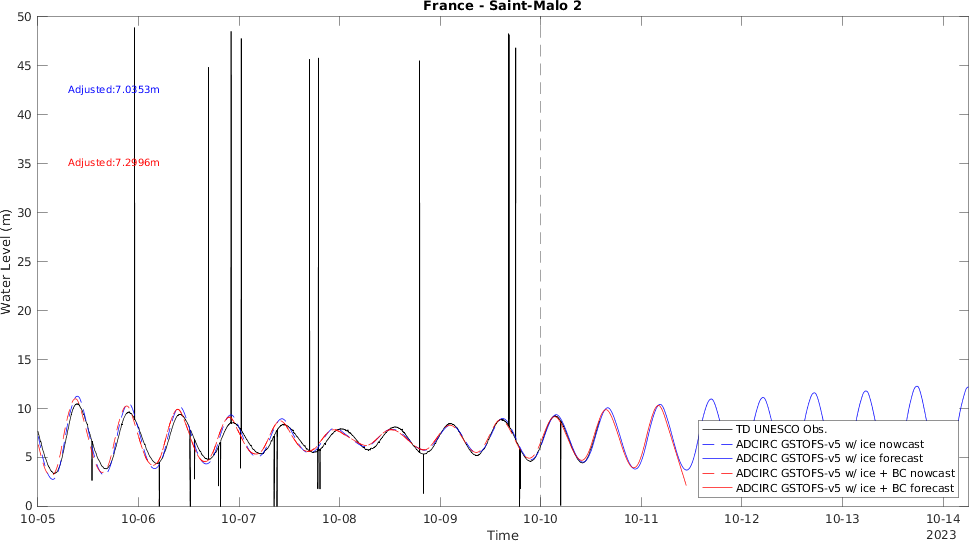 France - Saint-Malo 2
50
45
40
35
30
25
20
15
10
5
0
Water Level (m)
Adjusted:7.0353m
Adjusted:7.2996m
TD UNESCO Obs.
ADCIRC GSTOFS-v5 w/ ice nowcast
ADCIRC GSTOFS-v5 w/ ice forecast
ADCIRC GSTOFS-v5 w/ ice + BC nowcast
ADCIRC GSTOFS-v5 w/ ice + BC forecast
10-05 10-06 10-07 10-08 10-09 10-10 10-11 10-12 10-13 10-14
Time
2023